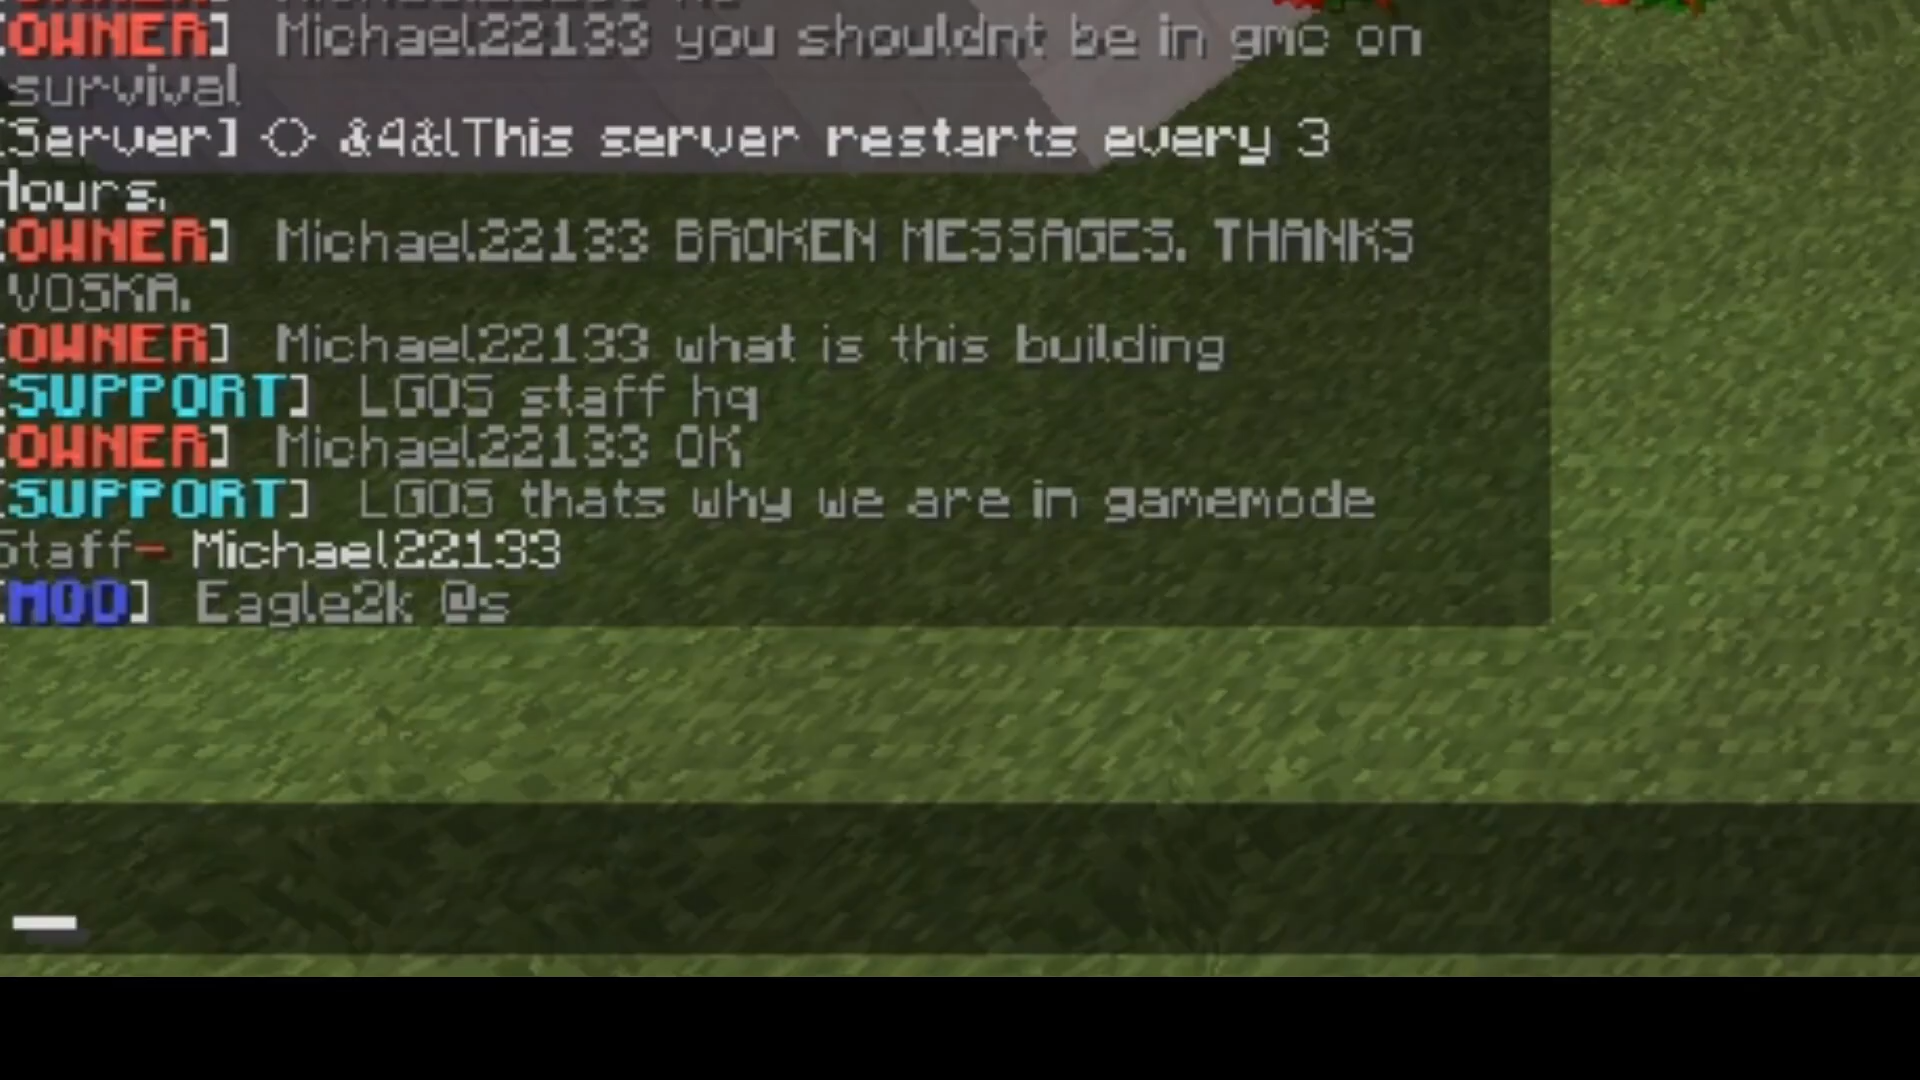 [OWNER] Michael22133 you shouldnt be in gmc on
survival
[Server] <> &4&lThis server restarts every 3
Hours.
[OWNER] Michael22133 BROKEN MESSAGES. THANKS
VOSKA.
[OWNER] Michael22133 what is this building
[SUPPORT] LGOS staff hq
[OWNER] Michael22133 OK
[SUPPORT] LGOS thats why we are in gamemode
Staff- Michael22133
[MOD] Eagle2k @s